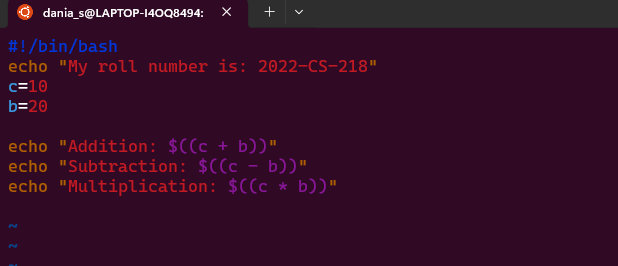 dania_s@LAPTOP-I4OQ8494:
#!/bin/bash
echo "My roll number is: 2022-CS-218"
c=10
b=20
echo "Addition: $((c + b))"
echo "Subtraction: $((c - b))"
echo "Multiplication: $((c * b))"
~
~
~